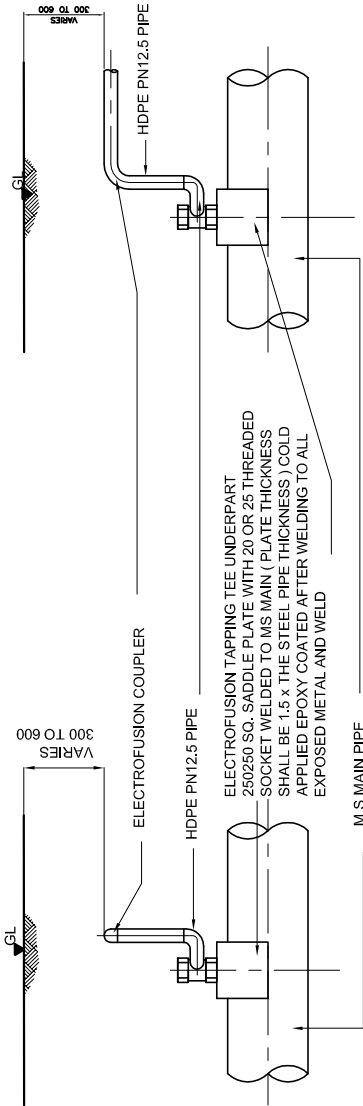 GL
VARIES
300 TO 600
ELECTROFUSION COUPLER
HDPE PN12.5 PIPE
ELECTROFUSION TAPPING TEE UNDERPART
250250 SQ. SADDLE PLATE WITH 20 OR 25 THREADED
SOCKET WELDED TO MS MAIN ( PLATE THICKNESS
SHALL BE 1.5 x THE STEEL PIPE THICKNESS ) COLD
APPLIED EPOXY COATED AFTER WELDING TO ALL
EXPOSED METAL AND WELD
M.S MAIN PIPE
GL
VARIES
300 TO 600
HDPE PN12.5 PIPE